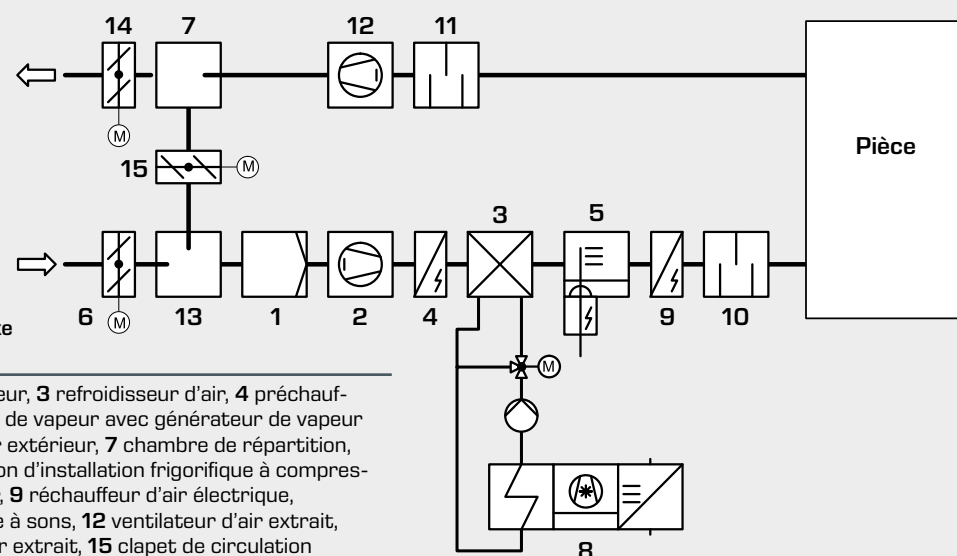 14 7 12 11
M
Pièce
15 M
3 5
6 M 13 1 2 4 9 10
M
eur, 3 refroidisseur d'air, 4 préchauf-
de vapeur avec générateur de vapeur
r extérieur, 7 chambre de répartition,
on d'installation frigorifique à compres-
, 9 réchauffeur d'air électrique,
e à sons, 12 ventilateur d'air extrait,
r extrait, 15 clapet de circulation
8